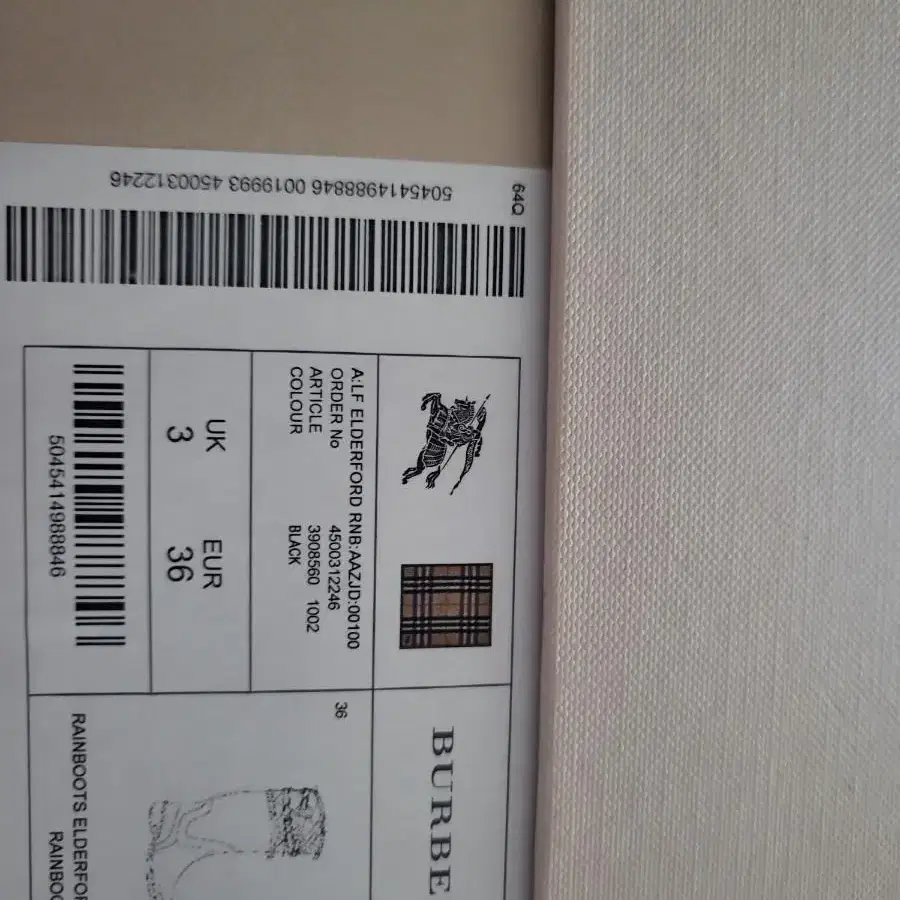 5045414988846 0019993 4500312246
64Q
A:LF ELDERFORD RNB:AAZJD:00100
ORDER No 4500312246
ARTICLE 3908560 1002
COLOUR BLACK
UK EUR
3 36
5045414988846
BURBE
36
RAINBOOTS ELDERFO
RAINBOO